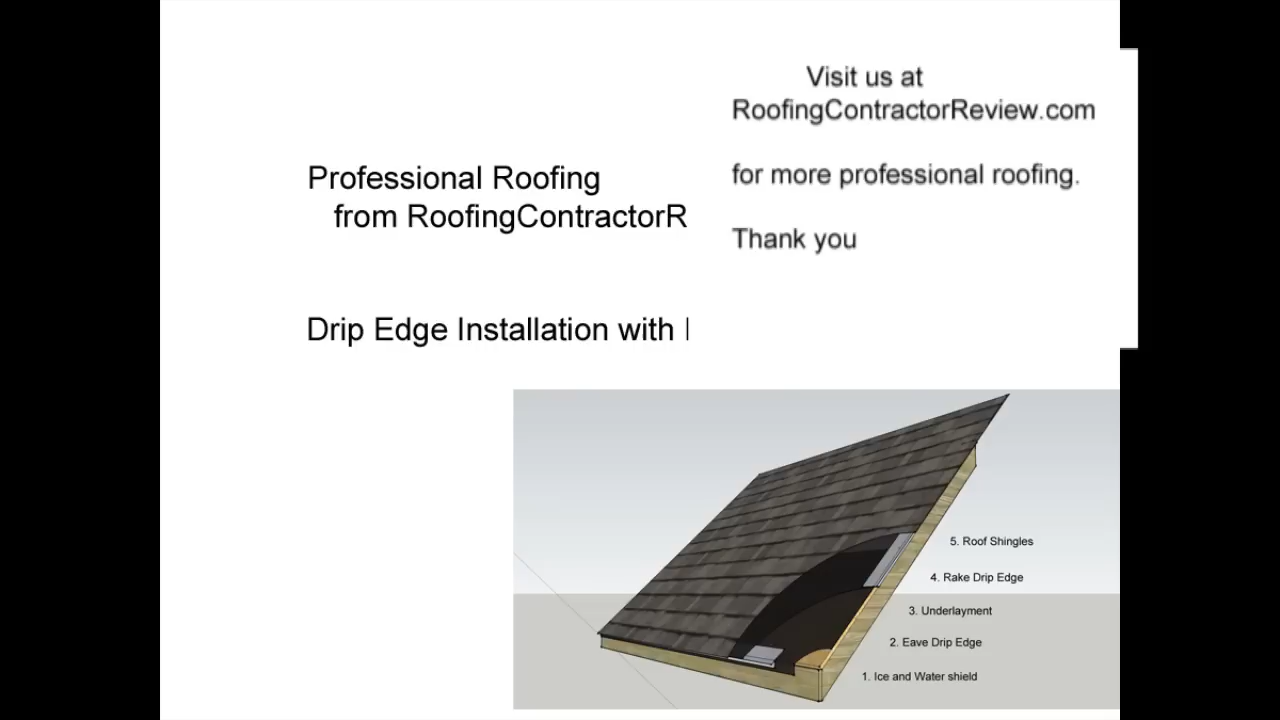 Professional Roofing
from RoofingContractorR
Drip Edge Installation with
Visit us at
RoofingContractorReview.com
for more professional roofing.
Thank you
5. Roof Shingles
4. Rake Drip Edge
3. Underlayment
2. Eave Drip Edge
1. Ice and Water shield